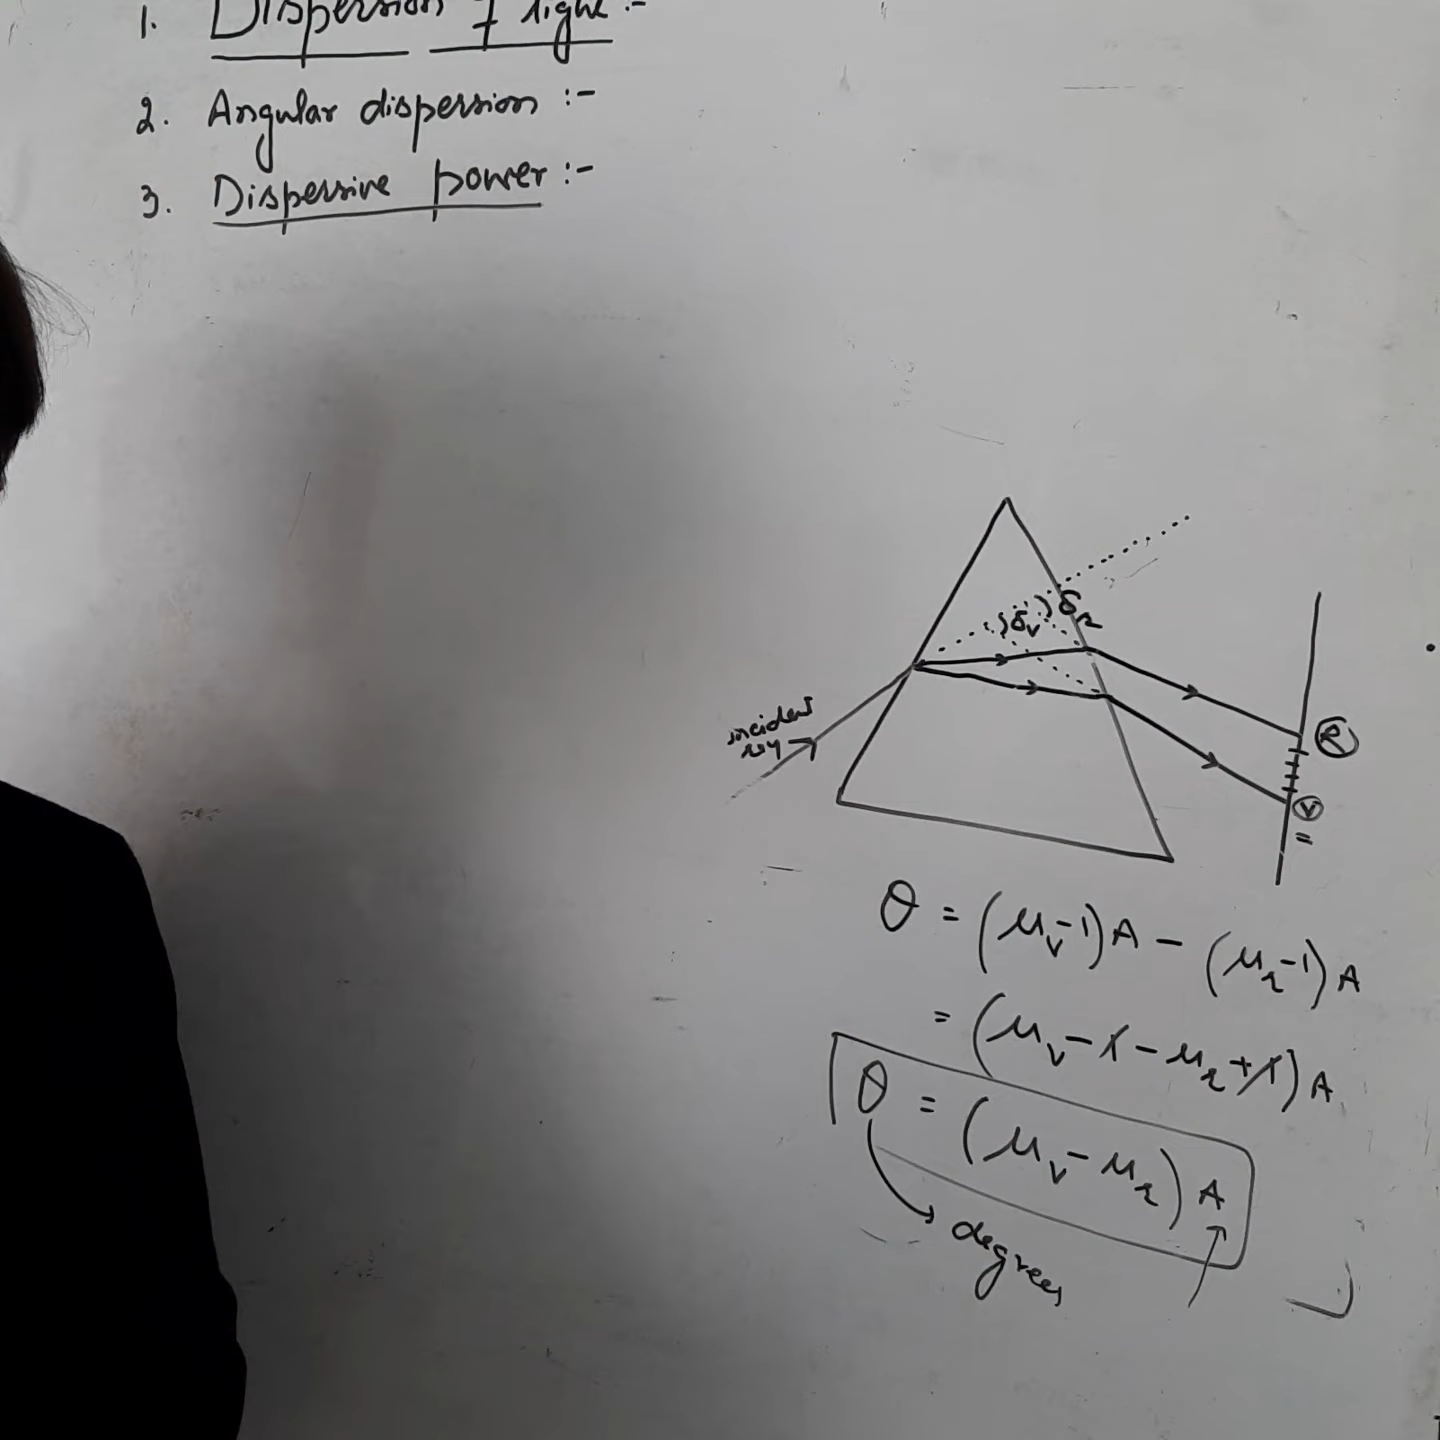 1. Dispersion of light :-
2. Angular dispersion :-
3. Dispersive power :-
δv δr
incident ray
R
V
=
θ = (μv-1)A - (μr-1)A
= (μv - 1 - μr + 1)A
θ = (μv - μr)A
degrees